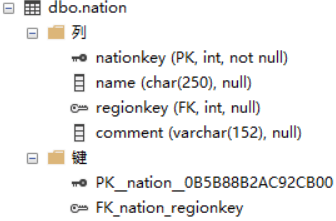 dbo.nation
列
nationkey (PK, int, not null)
name (char(250), null)
regionkey (FK, int, null)
comment (varchar(152), null)
键
PK__nation__0B5B88B2AC92CB00
FK_nation_regionkey